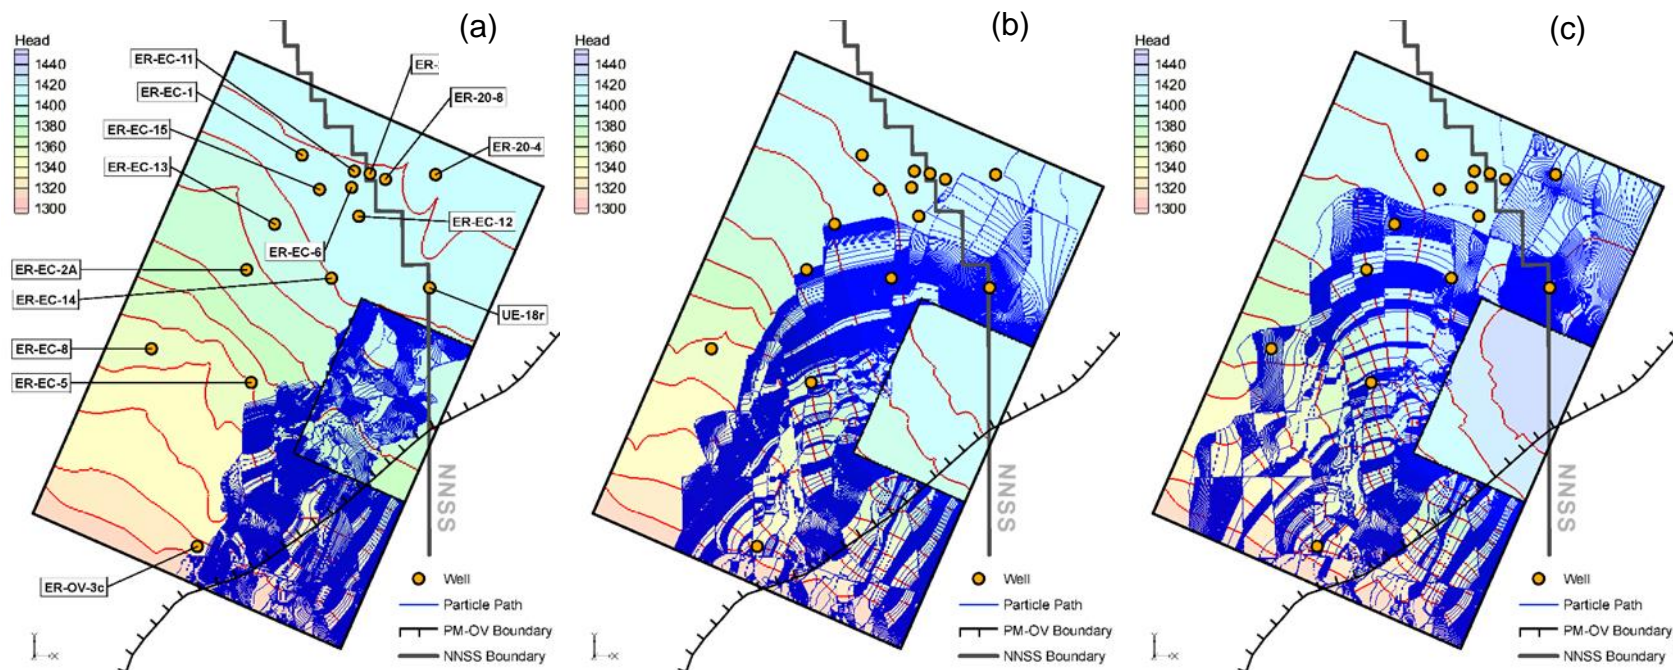 (a)
Head
1440
1420
1400
1380
1360
1340
1320
1300
ER-EC-11
ER-
ER-EC-1
ER-20-8
ER-EC-15
ER-20-4
ER-EC-13
ER-EC-12
ER-EC-6
ER-EC-2A
ER-EC-14
UE-18r
ER-EC-8
ER-EC-5
ER-OV-3c
NNSS
Well
Particle Path
PM-OV Boundary
NNSS Boundary
Y
X
(b)
Head
1440
1420
1400
1380
1360
1340
1320
1300
NNSS
Well
Particle Path
PM-OV Boundary
NNSS Boundary
Y
X
(c)
Head
1440
1420
1400
1380
1360
1340
1320
1300
NNSS
Well
Particle Path
PM-OV Boundary
NNSS Boundary
Y
X